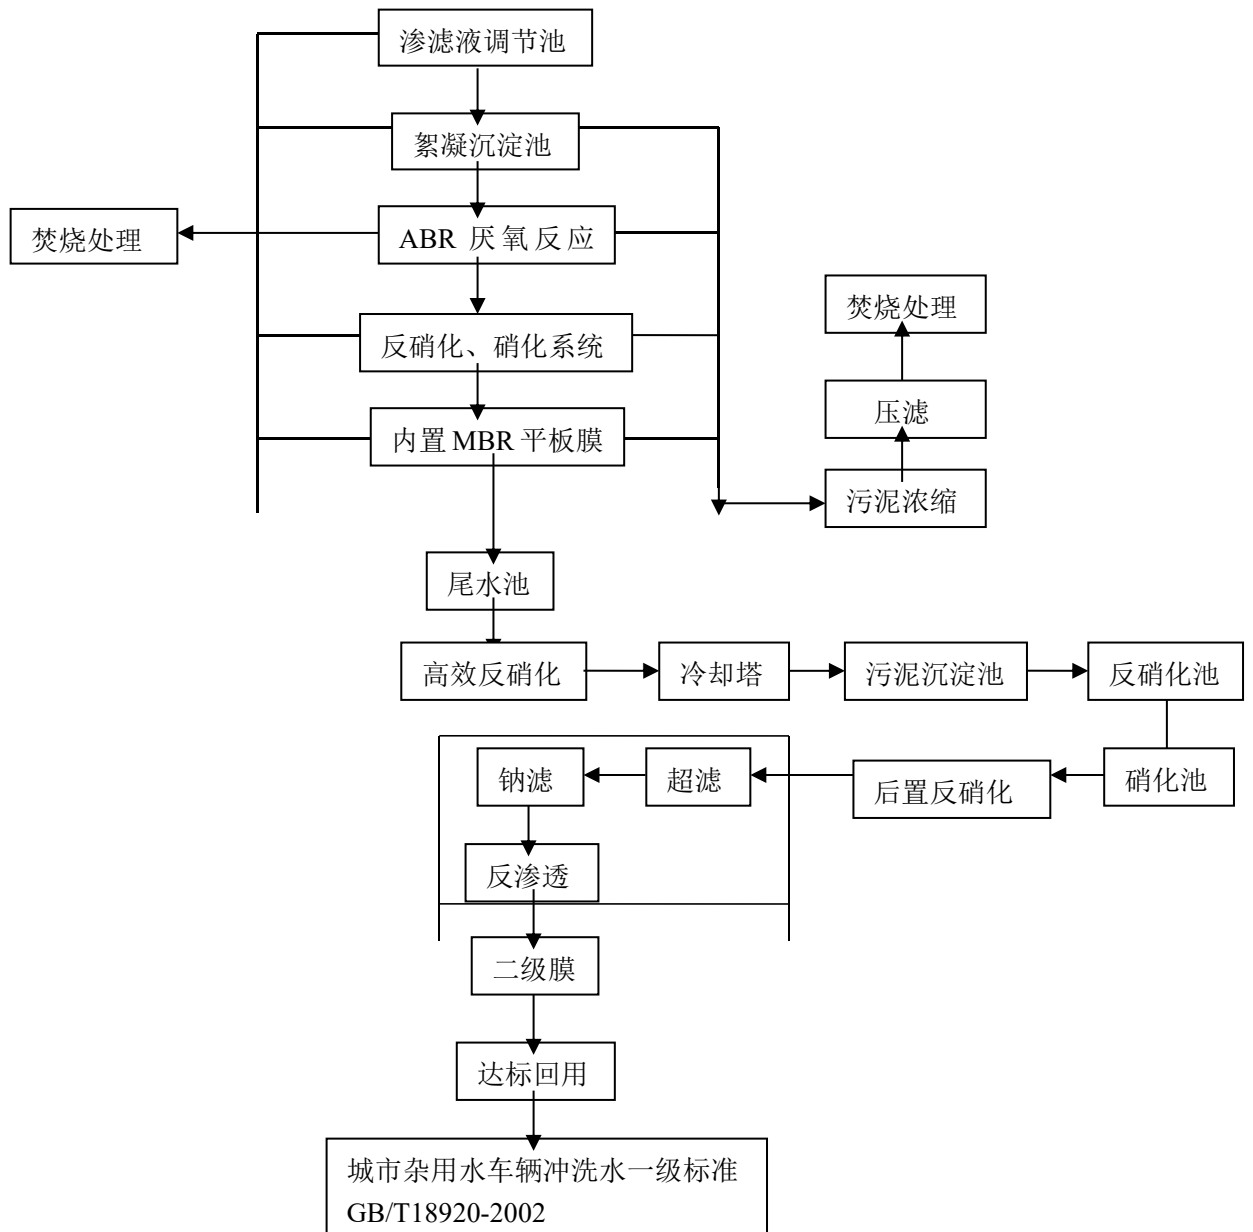 渗滤液调节池
絮凝沉淀池
焚烧处理
ABR 厌氧反应
焚烧处理
反硝化、硝化系统
压滤
内置 MBR 平板膜
污泥浓缩
尾水池
高效反硝化
冷却塔
污泥沉淀池
反硝化池
钠滤
超滤
后置反硝化
硝化池
反渗透
二级膜
达标回用
城市杂用水车辆冲洗水一级标准
GB/T18920-2002